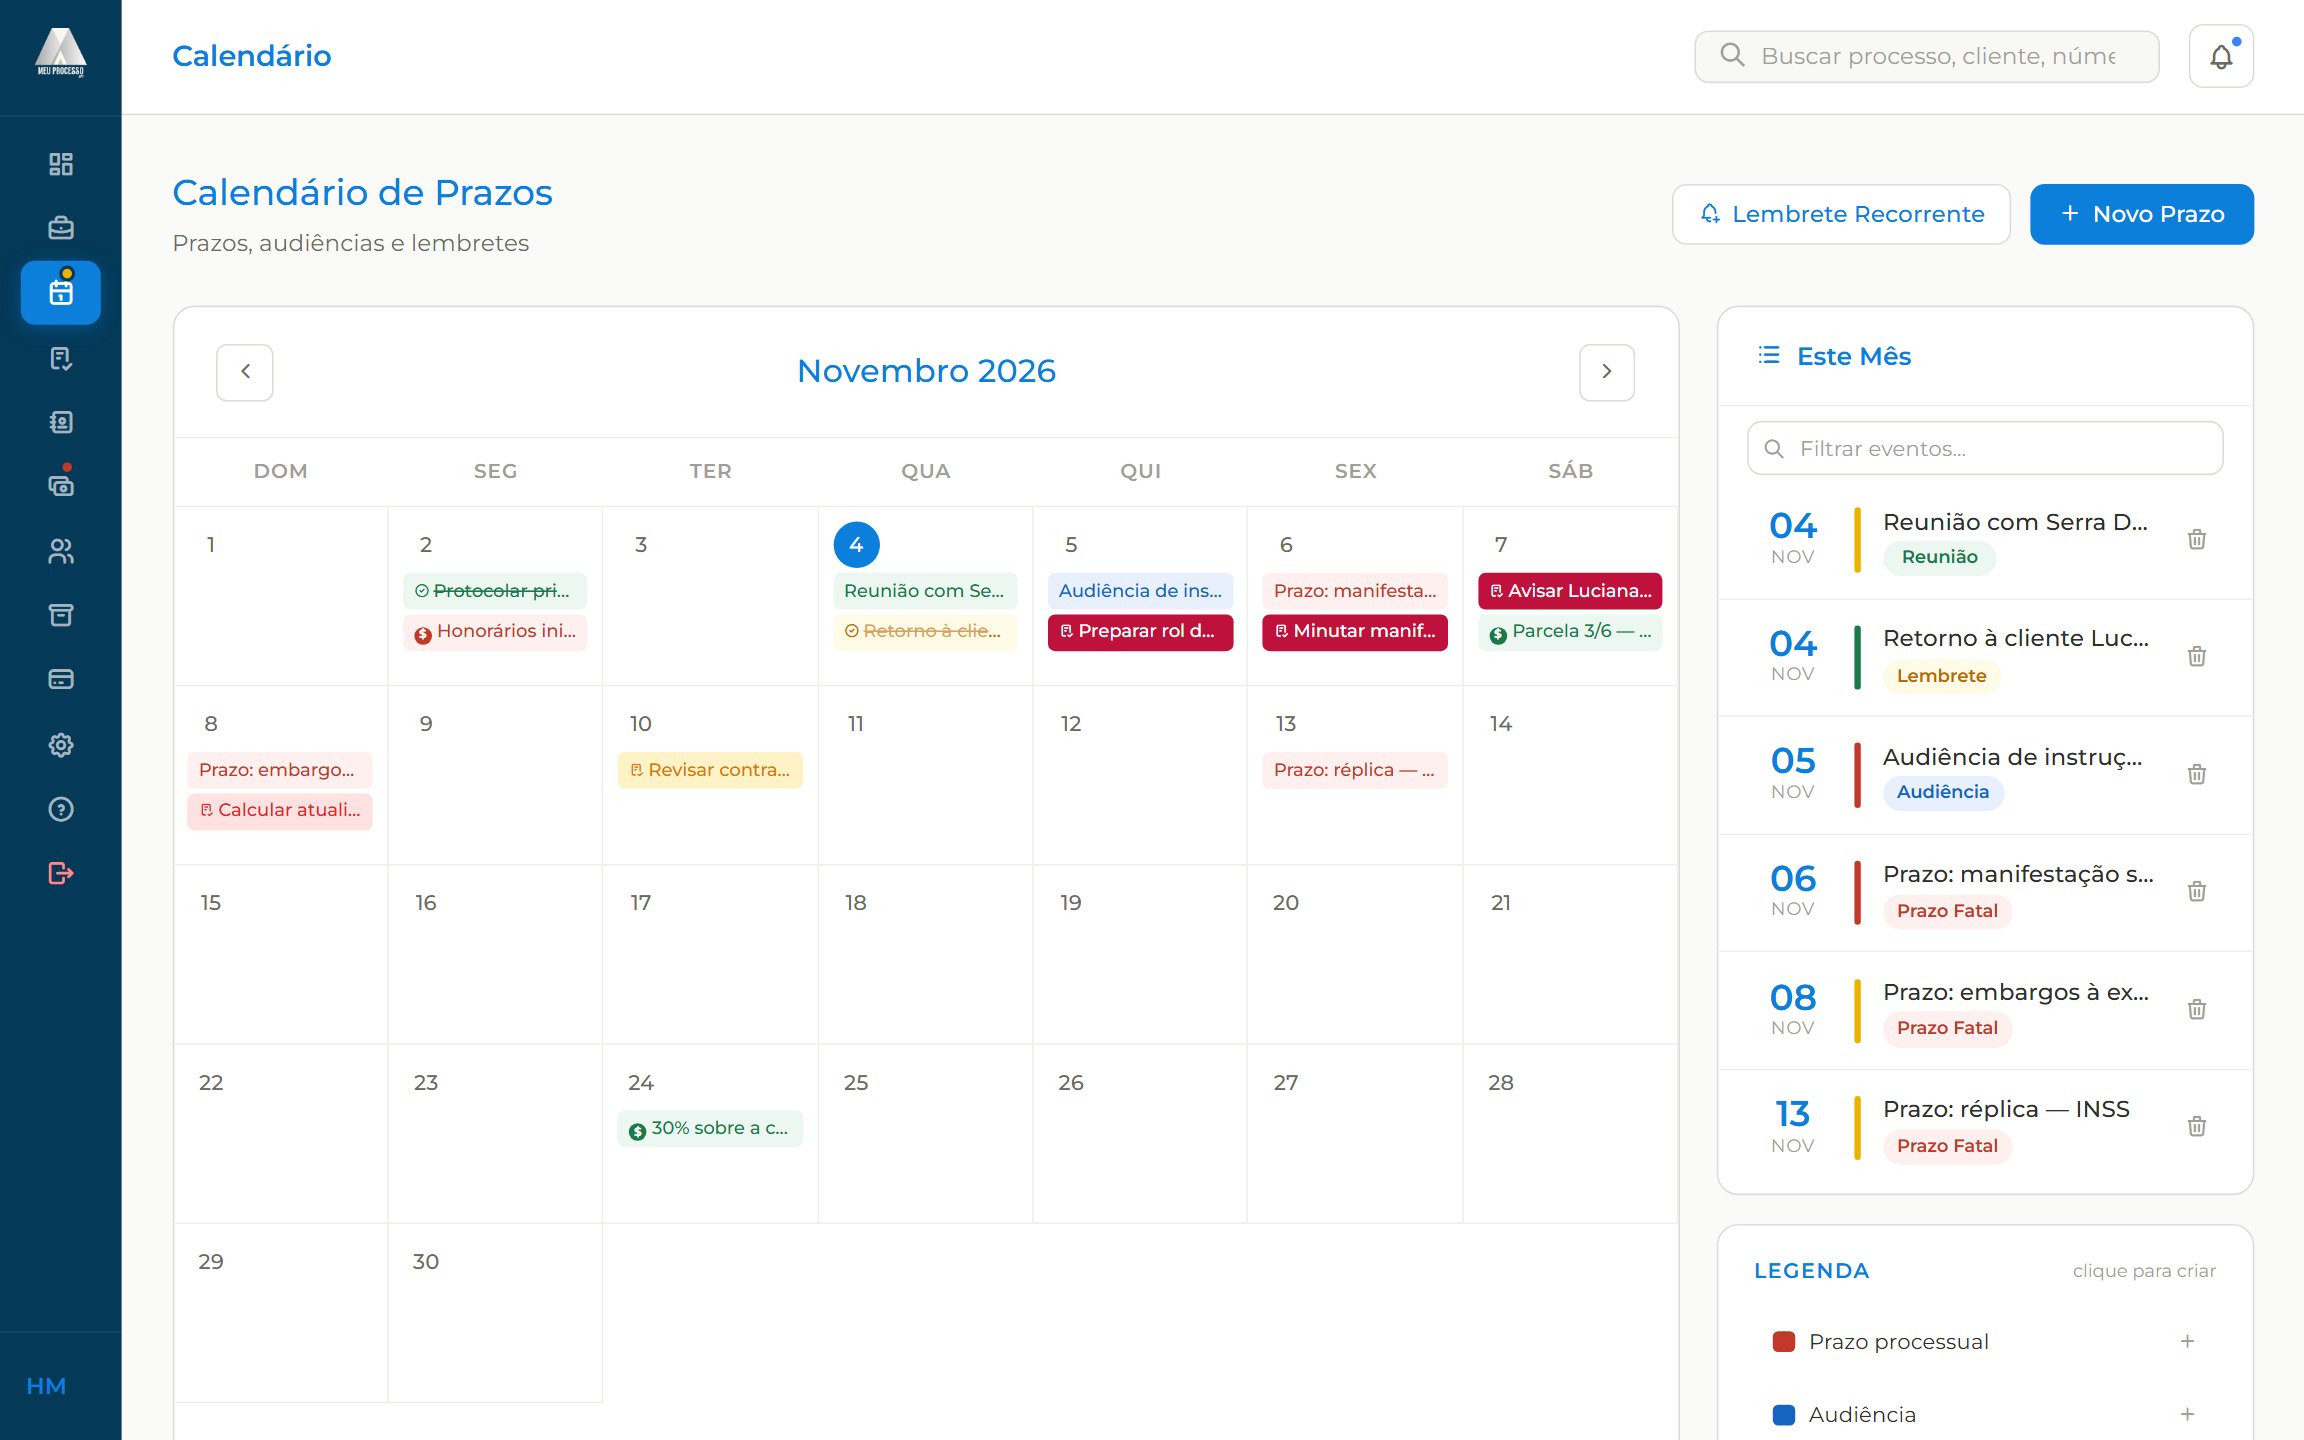 MEU PROCESSO
Calendário
Buscar processo, cliente, núme
Calendário de Prazos
Prazos, audiências e lembretes
Lembrete Recorrente
+ Novo Prazo
Novembro 2026
DOM SEG TER QUA QUI SEX SÁB
1 2 3 4 5 6 7
Protocolar pri... Reunião com Se... Audiência de ins... Prazo: manifesta... Avisar Luciana...
Honorários ini... Retorno à clie... Preparar rol d... Minutar manif... Parcela 3/6 — ...
8 9 10 11 12 13 14
Prazo: embargo... Revisar contra... Prazo: réplica — ...
Calcular atuali...
15 16 17 18 19 20 21
22 23 24 25 26 27 28
30% sobre a c...
29 30
Este Mês
Filtrar eventos...
04 NOV
Reunião com Serra D...
Reunião
04 NOV
Retorno à cliente Luc...
Lembrete
05 NOV
Audiência de instruç...
Audiência
06 NOV
Prazo: manifestação s...
Prazo Fatal
08 NOV
Prazo: embargos à ex...
Prazo Fatal
13 NOV
Prazo: réplica — INSS
Prazo Fatal
LEGENDA clique para criar
Prazo processual +
Audiência +
HM